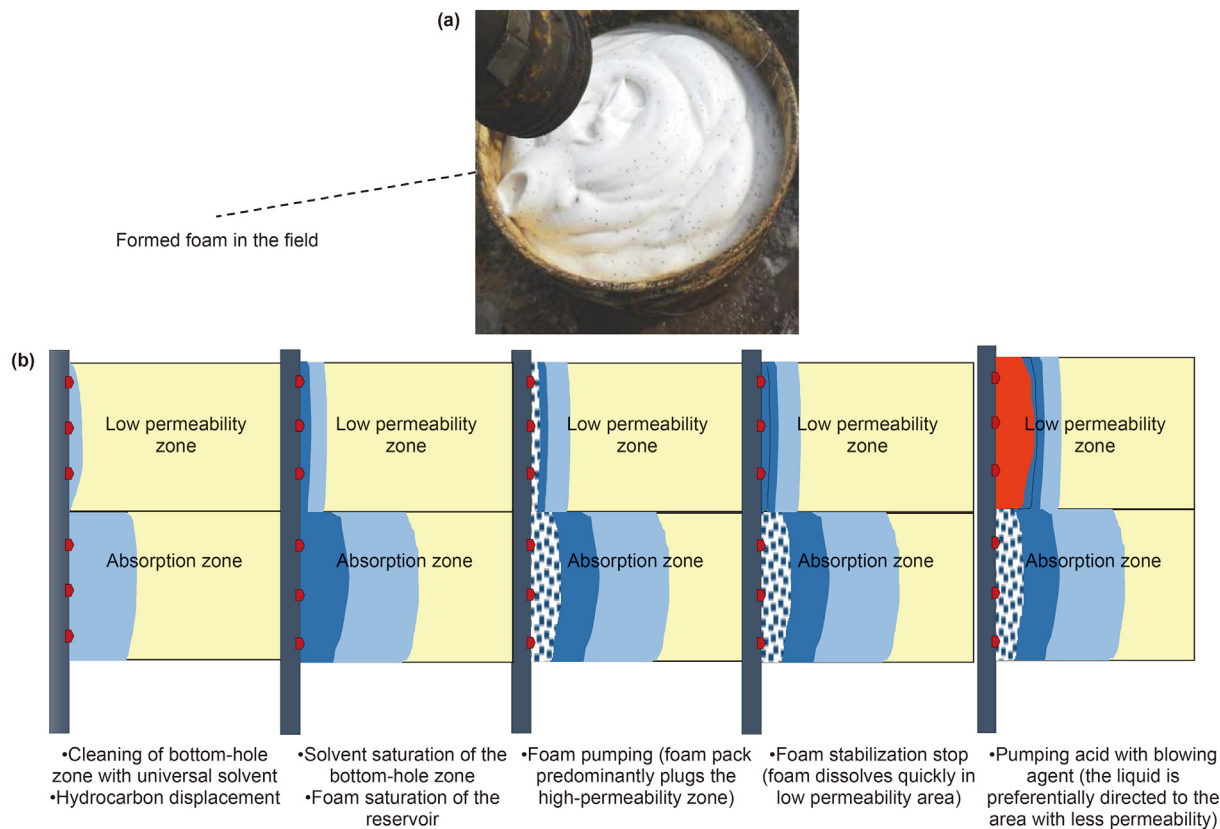 (a)
Formed foam in the field
(b)
Low permeability
zone
Absorption zone
Low permeability
zone
Absorption zone
Low permeability
zone
Absorption zone
Low permeability
zone
Absorption zone
Low permeability
zone
Absorption zone
•Cleaning of bottom-hole
zone with universal solvent
•Hydrocarbon displacement
•Solvent saturation of the
bottom-hole zone
•Foam saturation of the
reservoir
•Foam pumping (foam pack
predominantly plugs the
high-permeability zone)
•Foam stabilization stop
(foam dissolves quickly in
low permeability area)
•Pumping acid with blowing
agent (the liquid is
preferentially directed to the
area with less permeability)